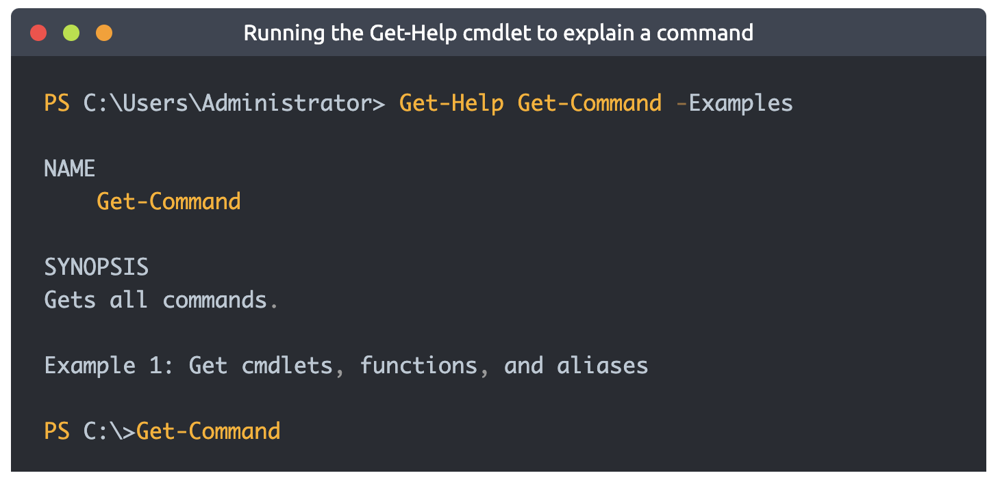 Running the Get-Help cmdlet to explain a command
PS C:\Users\Administrator> Get-Help Get-Command -Examples
NAME
Get-Command
SYNOPSIS
Gets all commands.
Example 1: Get cmdlets, functions, and aliases
PS C:\>Get-Command